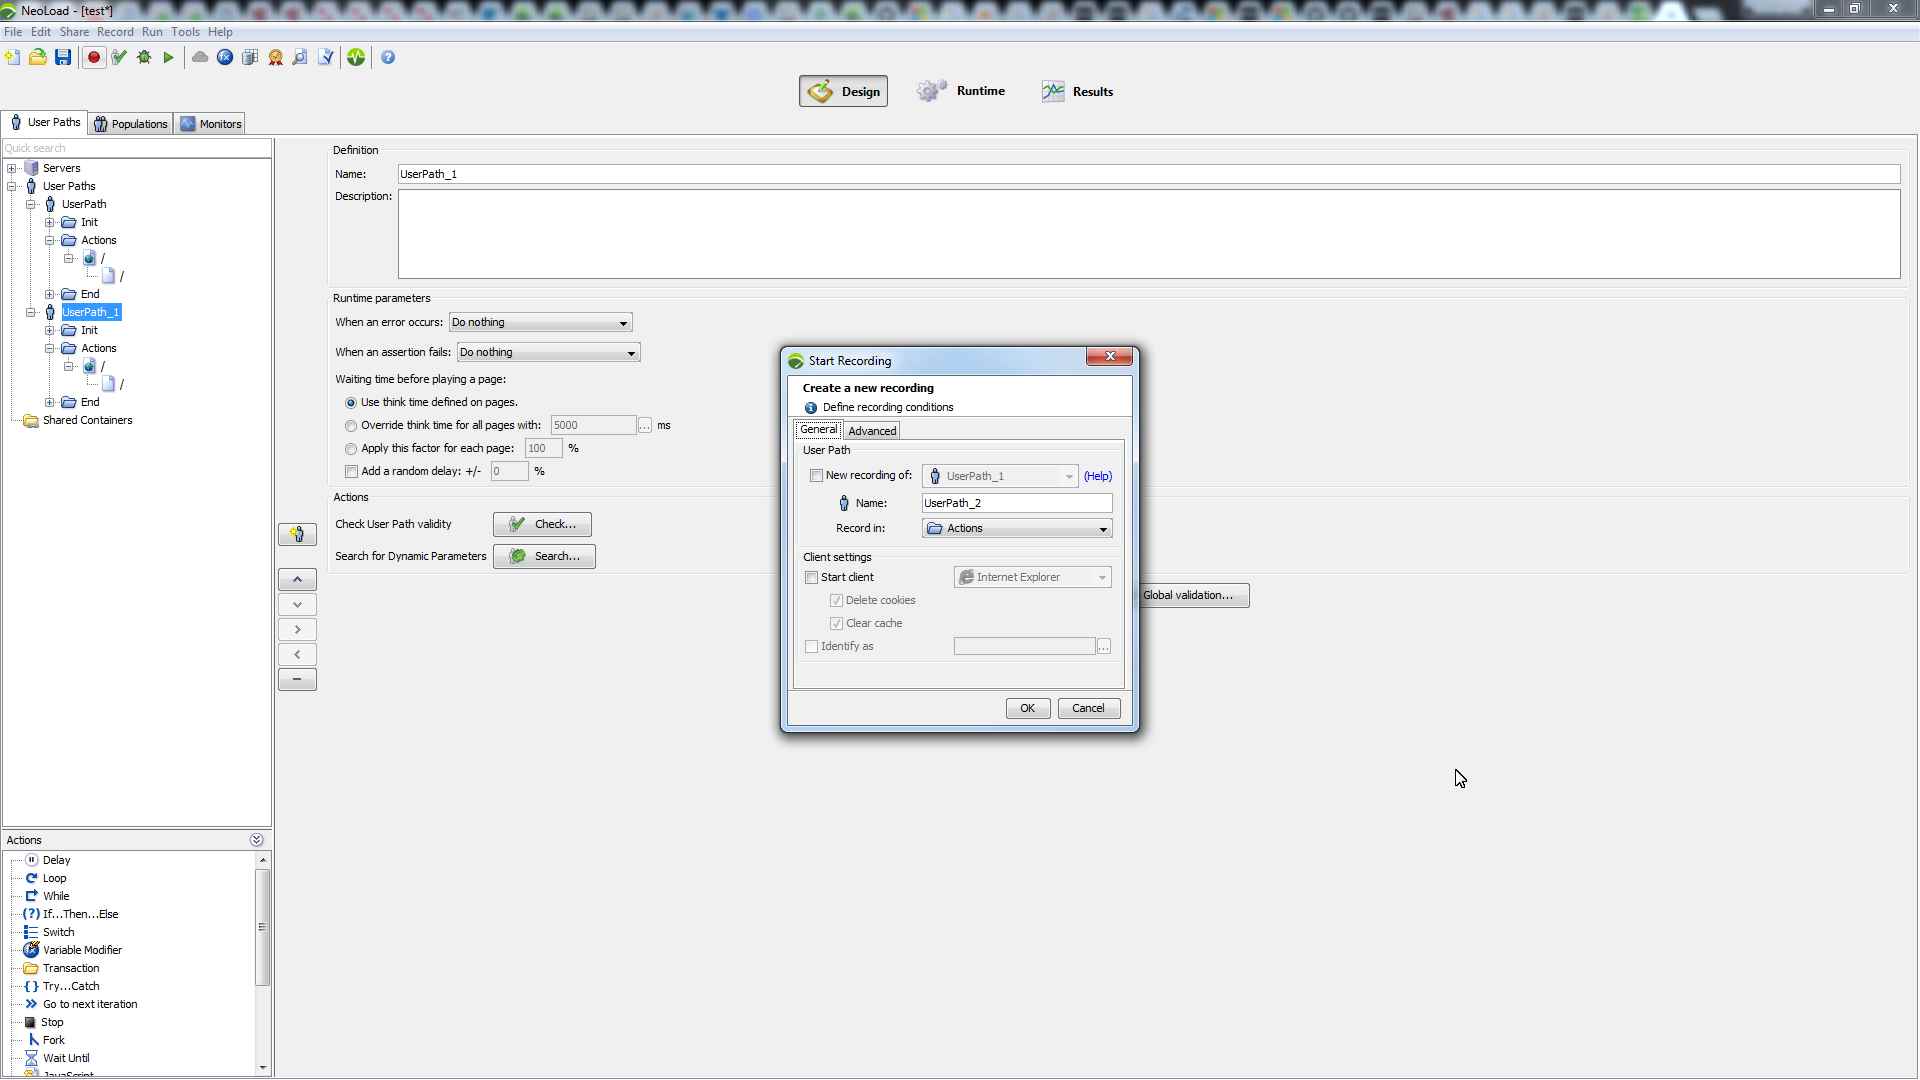 NeoLoad - [test*]
File Edit Share Record Run Tools Help
Design Runtime Results
User Paths Populations Monitors
Quick search
Servers
User Paths
UserPath
Init
Actions
/
/
End
UserPath_1
Init
Actions
/
/
End
Shared Containers
Definition
Name: UserPath_1
Description:
Runtime parameters
When an error occurs: Do nothing
When an assertion fails: Do nothing
Waiting time before playing a page:
Use think time defined on pages.
Override think time for all pages with: 5000 ... ms
Apply this factor for each page: 100 %
Add a random delay: +/- 0 %
Actions
Check User Path validity Check...
Search for Dynamic Parameters Search...
Global validation...
Start Recording
Create a new recording
Define recording conditions
General Advanced
User Path
New recording of: UserPath_1 (Help)
Name: UserPath_2
Record in: Actions
Client settings
Start client Internet Explorer
Delete cookies
Clear cache
Identify as ...
OK Cancel
Actions
Delay
Loop
While
If...Then...Else
Switch
Variable Modifier
Transaction
Try...Catch
Go to next iteration
Stop
Fork
Wait Until
JavaScript